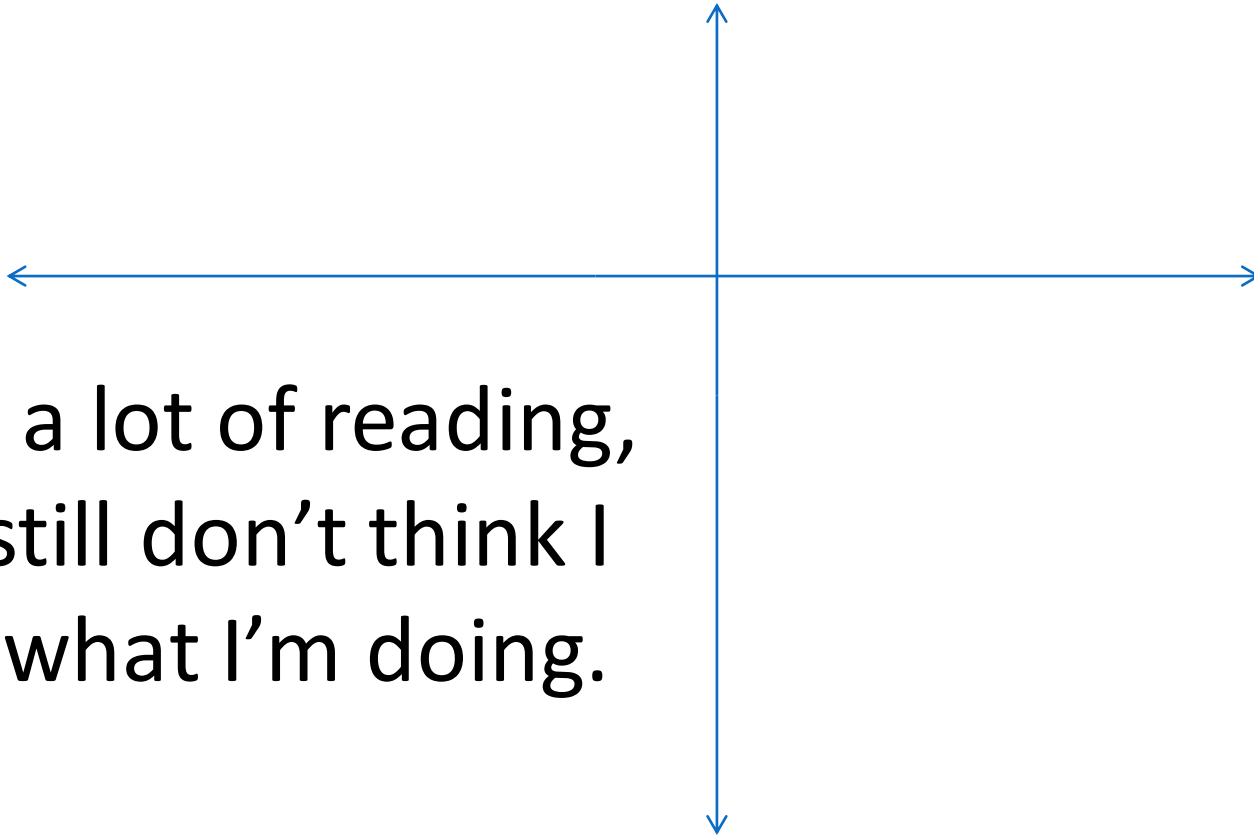 a lot of reading,
still don’t think I
what I’m doing.